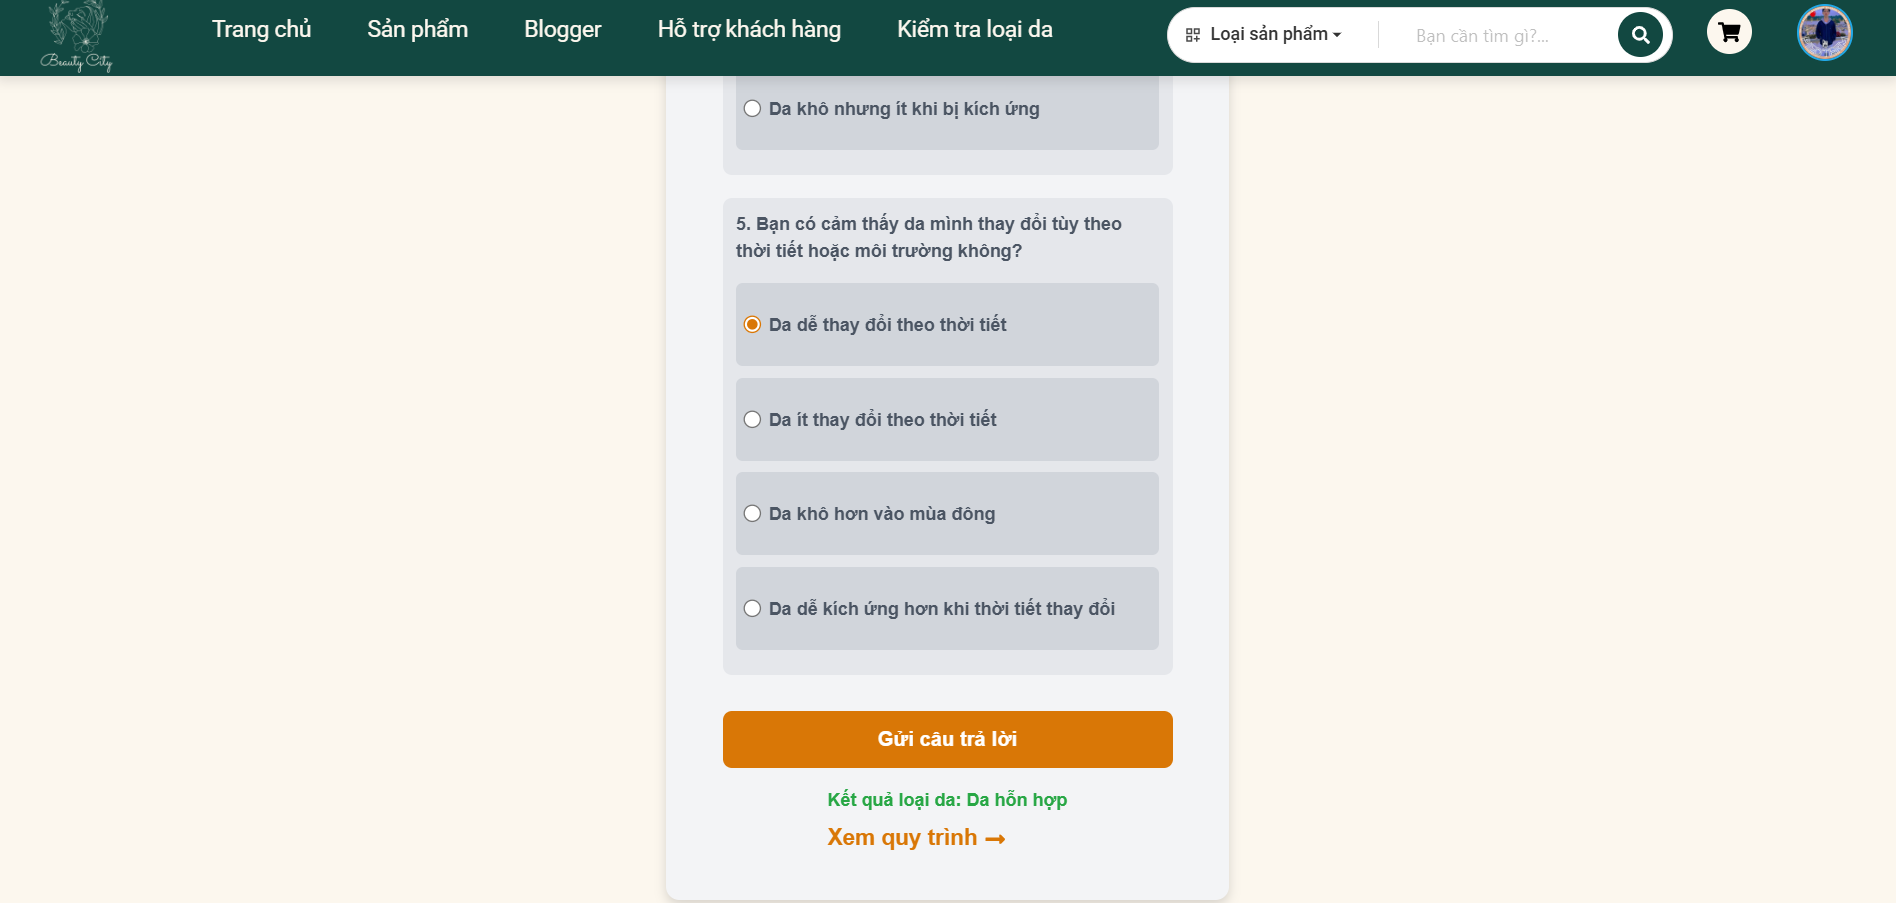 Beauty City
Trang chủ
Sản phẩm
Blogger
Hỗ trợ khách hàng
Kiểm tra loại da
Loại sản phẩm
Bạn cần tìm gì?...
Da khô nhưng ít khi bị kích ứng
5. Bạn có cảm thấy da mình thay đổi tùy theo
thời tiết hoặc môi trường không?
Da dễ thay đổi theo thời tiết
Da ít thay đổi theo thời tiết
Da khô hơn vào mùa đông
Da dễ kích ứng hơn khi thời tiết thay đổi
Gửi câu trả lời
Kết quả loại da: Da hỗn hợp
Xem quy trình →